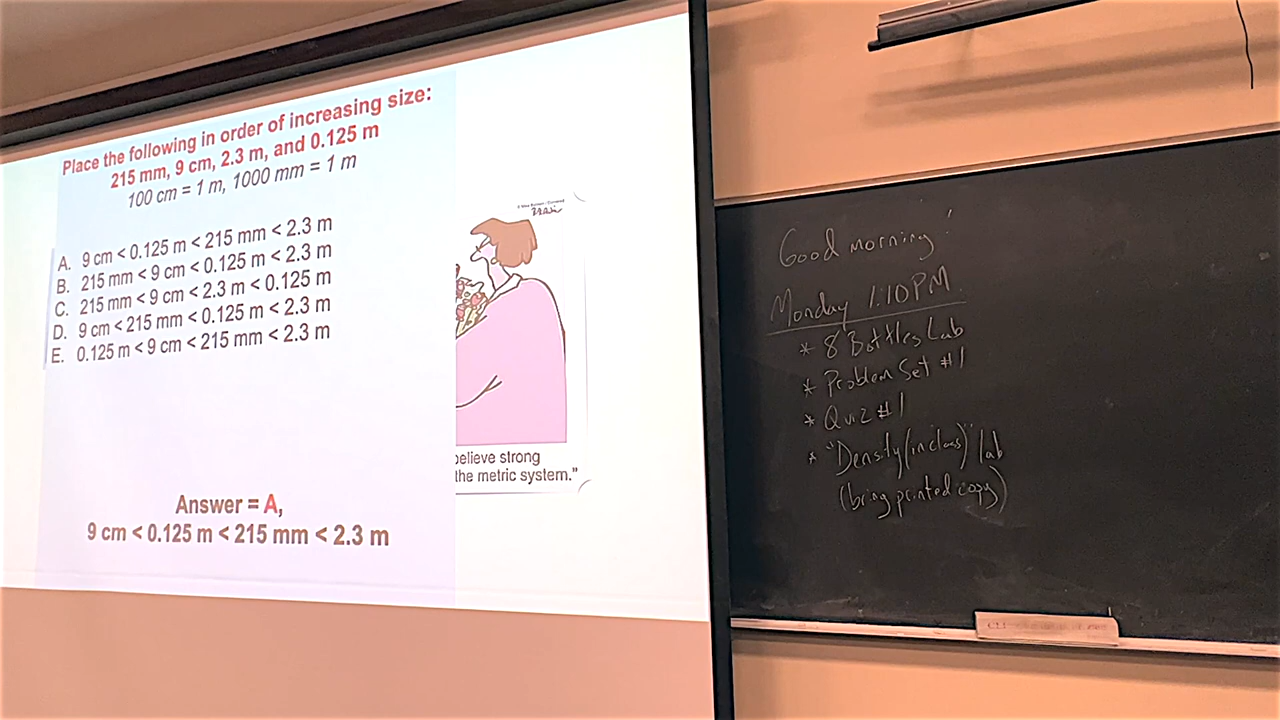 Place the following in order of increasing size:
215 mm, 9 cm, 2.3 m, and 0.125 m
100 cm = 1 m, 1000 mm = 1 m
A. 9 cm < 0.125 m < 215 mm < 2.3 m
B. 215 mm < 9 cm < 0.125 m < 2.3 m
C. 215 mm < 9 cm < 2.3 m < 0.125 m
D. 9 cm < 215 mm < 0.125 m < 2.3 m
E. 0.125 m < 9 cm < 215 mm < 2.3 m
Answer = A,
9 cm < 0.125 m < 215 mm < 2.3 m
believe strong
the metric system."
Good morning!
Monday 1:10PM
* 8 Bottles Lab
* Problem Set #1
* Quiz #1
* "Density (in class)" lab
(bring printed copy)